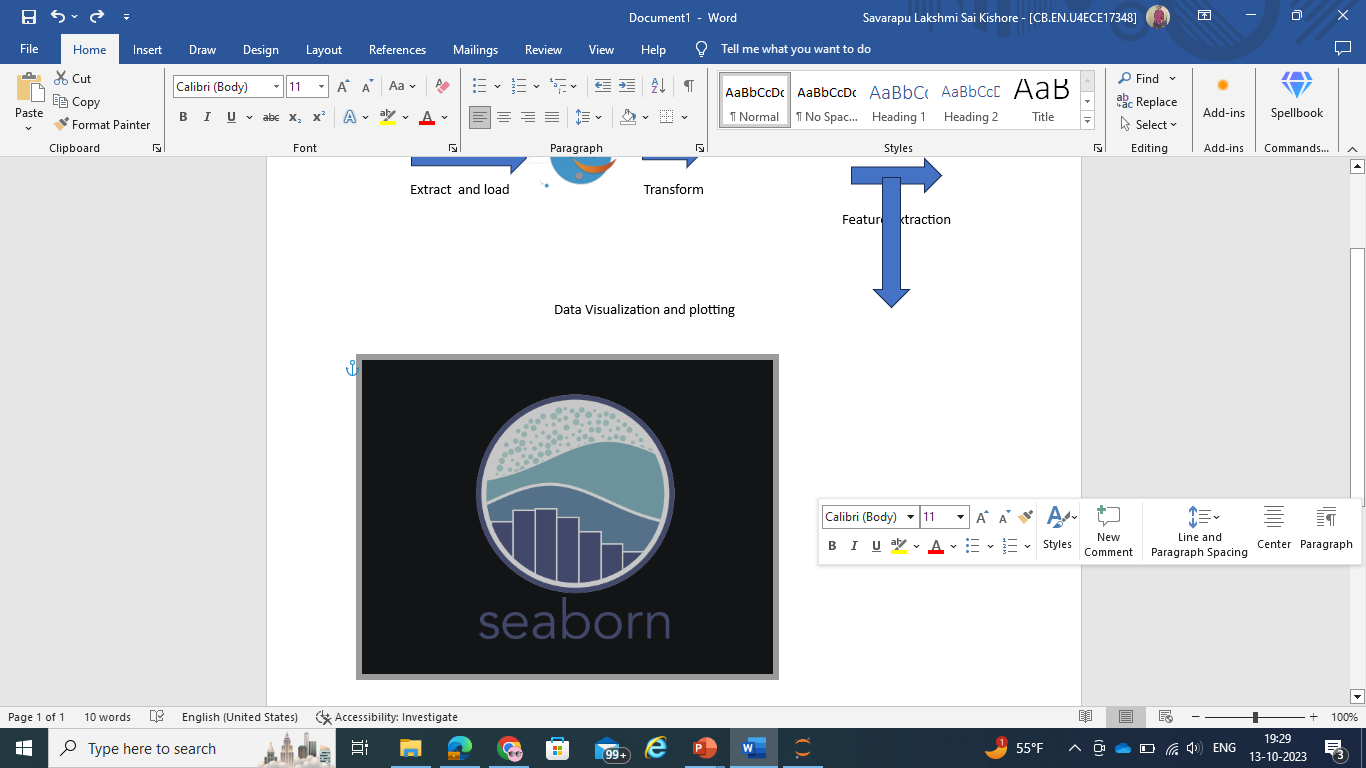 Document1 - Word
Savarapu Lakshmi Sai Kishore - [CB.EN.U4ECE17348]
File Home Insert Draw Design Layout References Mailings Review View Help Tell me what you want to do
Paste
Cut
Copy
Format Painter
Clipboard
Calibri (Body) 11
Font
Paragraph
AaBbCcDc AaBbCcDc AaBbCc AaBbCcD AaB
¶ Normal ¶ No Spac... Heading 1 Heading 2 Title
Styles
Find
Replace
Select
Editing
Add-ins
Add-ins
Spellbook
Commands...
Extract and load
Transform
Data Visualization and plotting
seaborn
Calibri (Body) 11
B I U
Styles
New Comment
Line and Paragraph Spacing
Center
Paragraph
Page 1 of 1 10 words English (United States) Accessibility: Investigate 100%
Type here to search
99+
55°F
ENG
19:29
13-10-2023
3